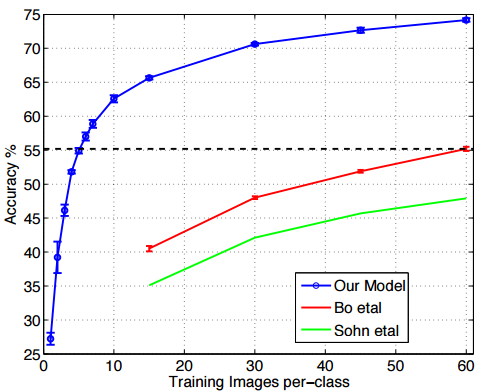 75
70
65
60
55
50
45
40
35
30
25
0 10 20 30 40 50 60
Accuracy %
Training Images per-class
Our Model
Bo etal
Sohn etal